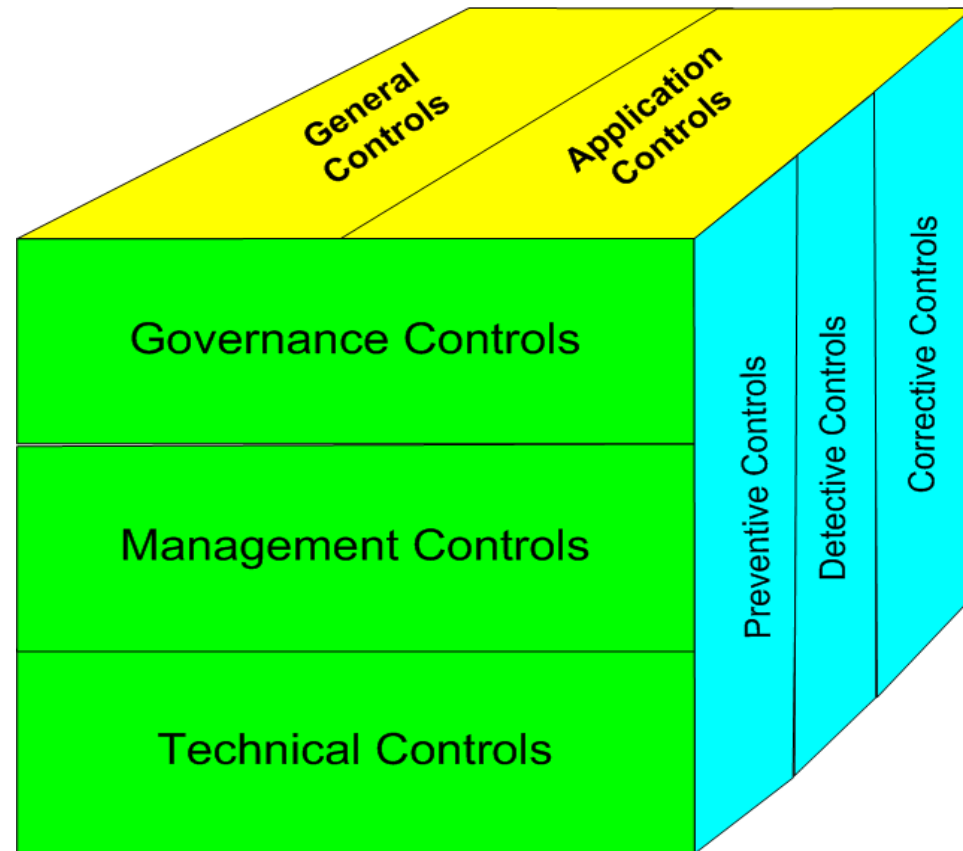 General
Controls
Application
Controls
Governance Controls
Management Controls
Technical Controls
Preventive Controls
Detective Controls
Corrective Controls